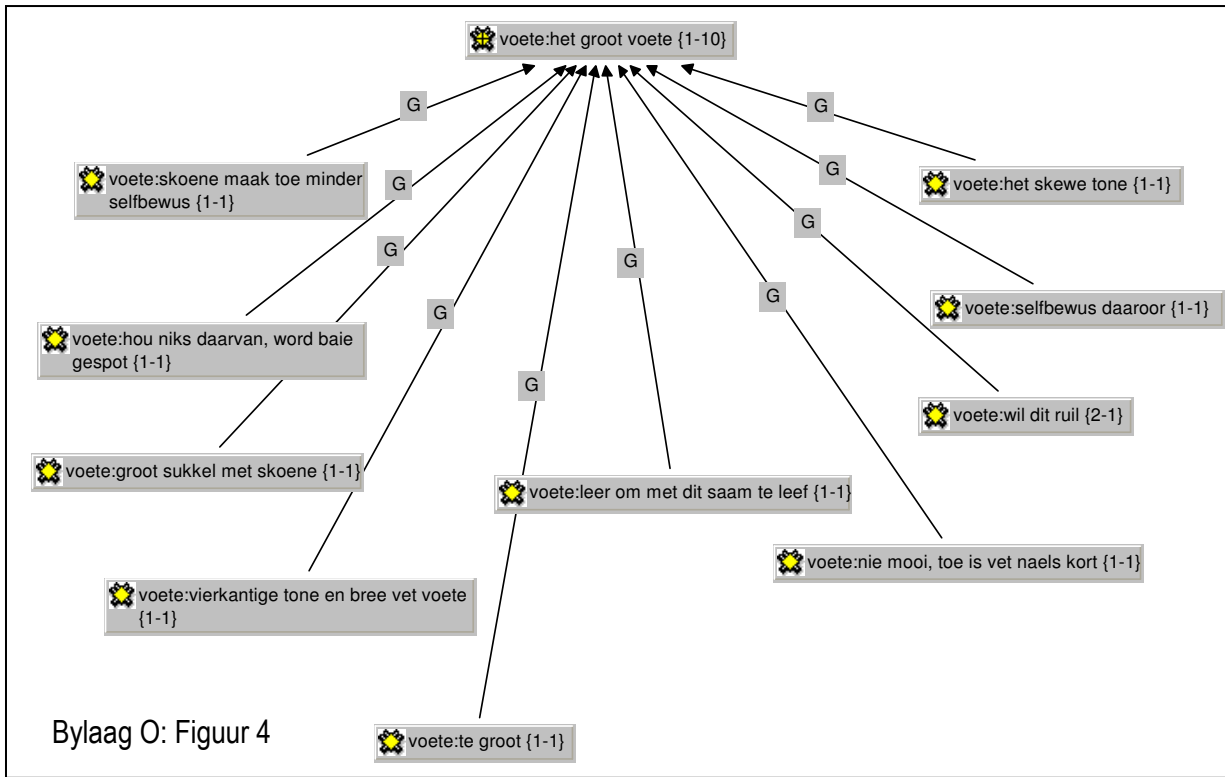 voete:het groot voete {1-10}
G
G
G
G
G
G
G
G
G
G
voete:skoene maak toe minder
selfbewus {1-1}
voete:het skewe tone {1-1}
voete:selfbewus daaroor {1-1}
voete:hou niks daarvan, word baie
gespot {1-1}
voete:wil dit ruil {2-1}
voete:groot sukkel met skoene {1-1}
voete:leer om met dit saam te leef {1-1}
voete:nie mooi, toe is vet naels kort {1-1}
voete:vierkantige tone en bree vet voete
{1-1}
voete:te groot {1-1}
Bylaag O: Figuur 4